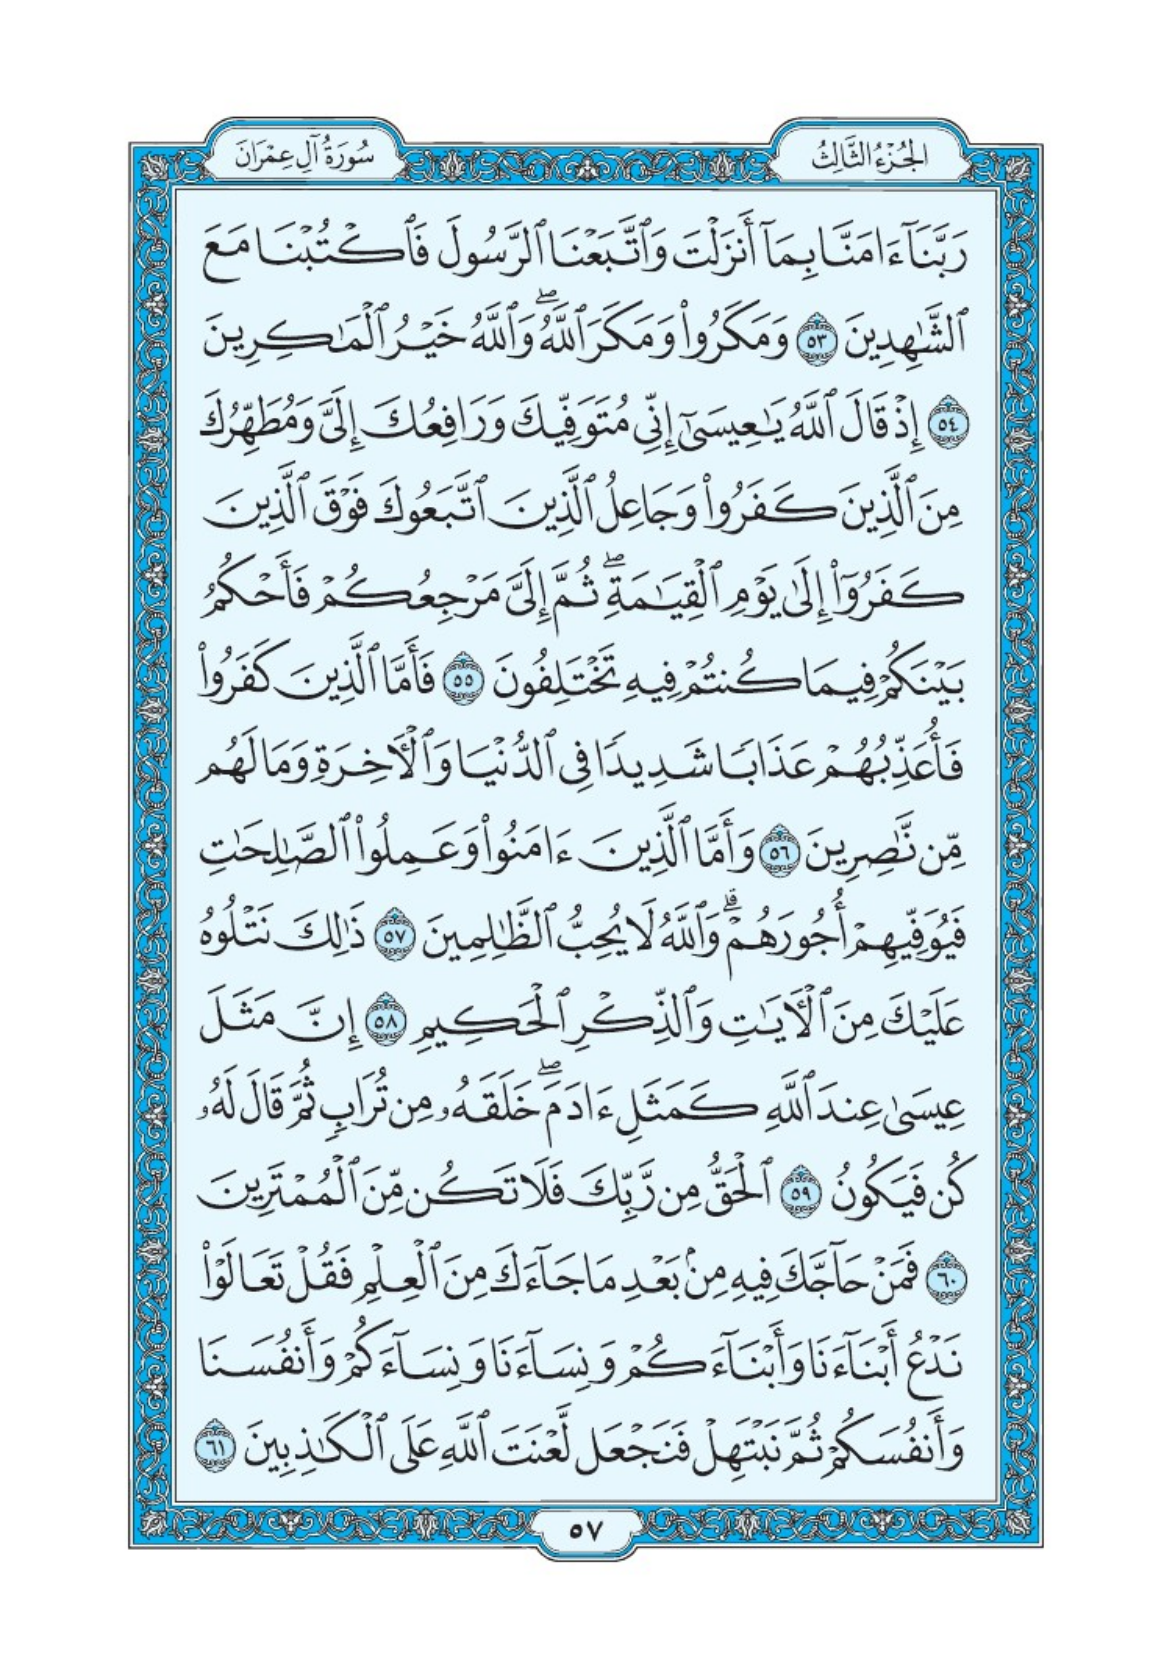 الجُزْءُ الثَّالِثُ
سُورَةُ آلِ عِمْرَانَ
رَبَّنَآ ءَامَنَّا بِمَآ أَنزَلْتَ وَٱتَّبَعْنَا ٱلرَّسُولَ فَٱكْتُبْنَا مَعَ
ٱلشَّٰهِدِينَ ٥٣ وَمَكَرُوا۟ وَمَكَرَ ٱللَّهُۖ وَٱللَّهُ خَيْرُ ٱلْمَٰكِرِينَ
٥٤ إِذْ قَالَ ٱللَّهُ يَٰعِيسَىٰٓ إِنِّى مُتَوَفِّيكَ وَرَافِعُكَ إِلَىَّ وَمُطَهِّرُكَ
مِنَ ٱلَّذِينَ كَفَرُوا۟ وَجَاعِلُ ٱلَّذِينَ ٱتَّبَعُوكَ فَوْقَ ٱلَّذِينَ
كَفَرُوٓا۟ إِلَىٰ يَوْمِ ٱلْقِيَٰمَةِۖ ثُمَّ إِلَىَّ مَرْجِعُكُمْ فَأَحْكُمُ
بَيْنَكُمْ فِيمَا كُنتُمْ فِيهِ تَخْتَلِفُونَ ٥٥ فَأَمَّا ٱلَّذِينَ كَفَرُوا۟
فَأُعَذِّبُهُمْ عَذَابًا شَدِيدًا فِى ٱلدُّنْيَا وَٱلْءَاخِرَةِ وَمَا لَهُم
مِّن نَّٰصِرِينَ ٥٦ وَأَمَّا ٱلَّذِينَ ءَامَنُوا۟ وَعَمِلُوا۟ ٱلصَّٰلِحَٰتِ
فَيُوَفِّيهِمْ أُجُورَهُمْۗ وَٱللَّهُ لَا يُحِبُّ ٱلظَّٰلِمِينَ ٥٧ ذَٰلِكَ نَتْلُوهُ
عَلَيْكَ مِنَ ٱلْءَايَٰتِ وَٱلذِّكْرِ ٱلْحَكِيمِ ٥٨ إِنَّ مَثَلَ
عِيسَىٰ عِندَ ٱللَّهِ كَمَثَلِ ءَادَمَۖ خَلَقَهُۥ مِن تُرَابٍ ثُمَّ قَالَ لَهُۥ
كُن فَيَكُونُ ٥٩ ٱلْحَقُّ مِن رَّبِّكَ فَلَا تَكُن مِّنَ ٱلْمُمْتَرِينَ
٦٠ فَمَنْ حَآجَّكَ فِيهِ مِنۢ بَعْدِ مَا جَآءَكَ مِنَ ٱلْعِلْمِ فَقُلْ تَعَالَوْا۟
نَدْعُ أَبْنَآءَنَا وَأَبْنَآءَكُمْ وَنِسَآءَنَا وَنِسَآءَكُمْ وَأَنفُسَنَا
وَأَنفُسَكُمْ ثُمَّ نَبْتَهِلْ فَنَجْعَل لَّعْنَتَ ٱللَّهِ عَلَى ٱلْكَٰذِبِينَ ٦١
٥٧